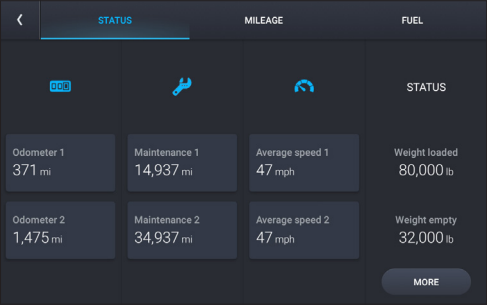 STATUS MILEAGE FUEL
STATUS
Odometer 1 Maintenance 1 Average speed 1 Weight loaded
371 mi 14,937 mi 47 mph 80,000 lb
Odometer 2 Maintenance 2 Average speed 2 Weight empty
1,475 mi 34,937 mi 47 mph 32,000 lb
MORE